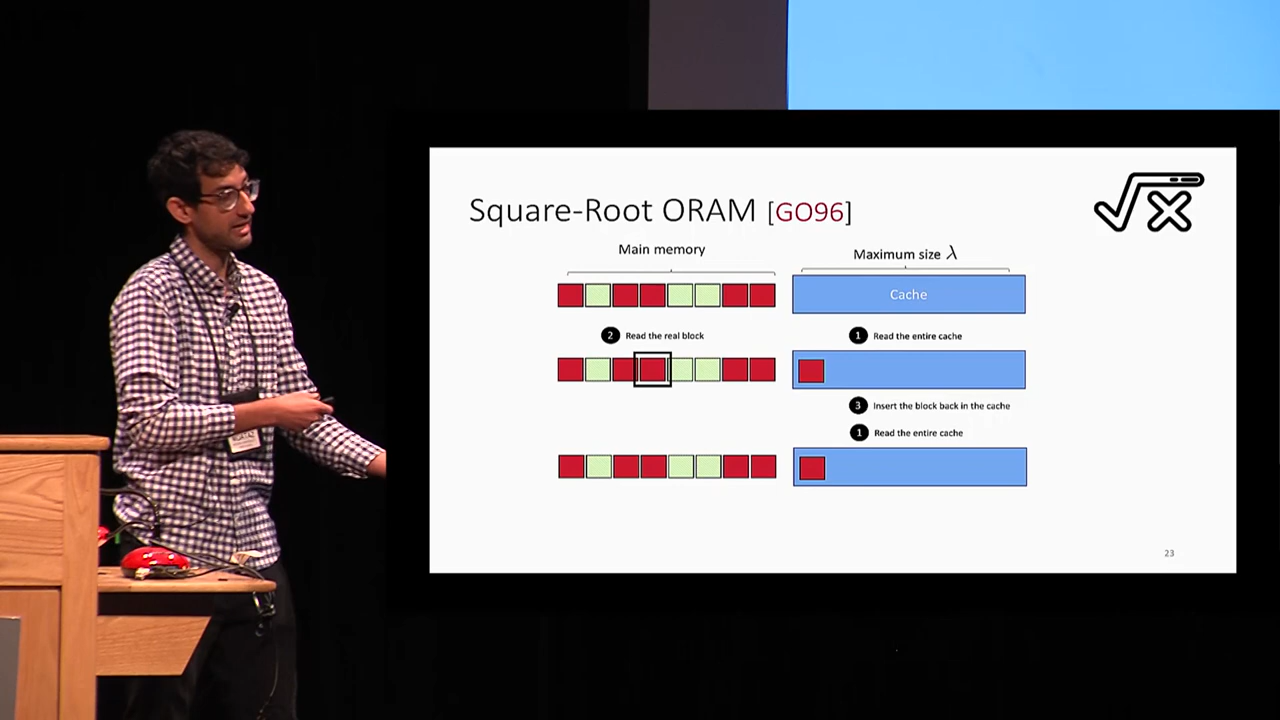 Square-Root ORAM [GO96]
√x
Main memory
Maximum size λ
Cache
2 Read the real block
1 Read the entire cache
3 Insert the block back in the cache
1 Read the entire cache
23